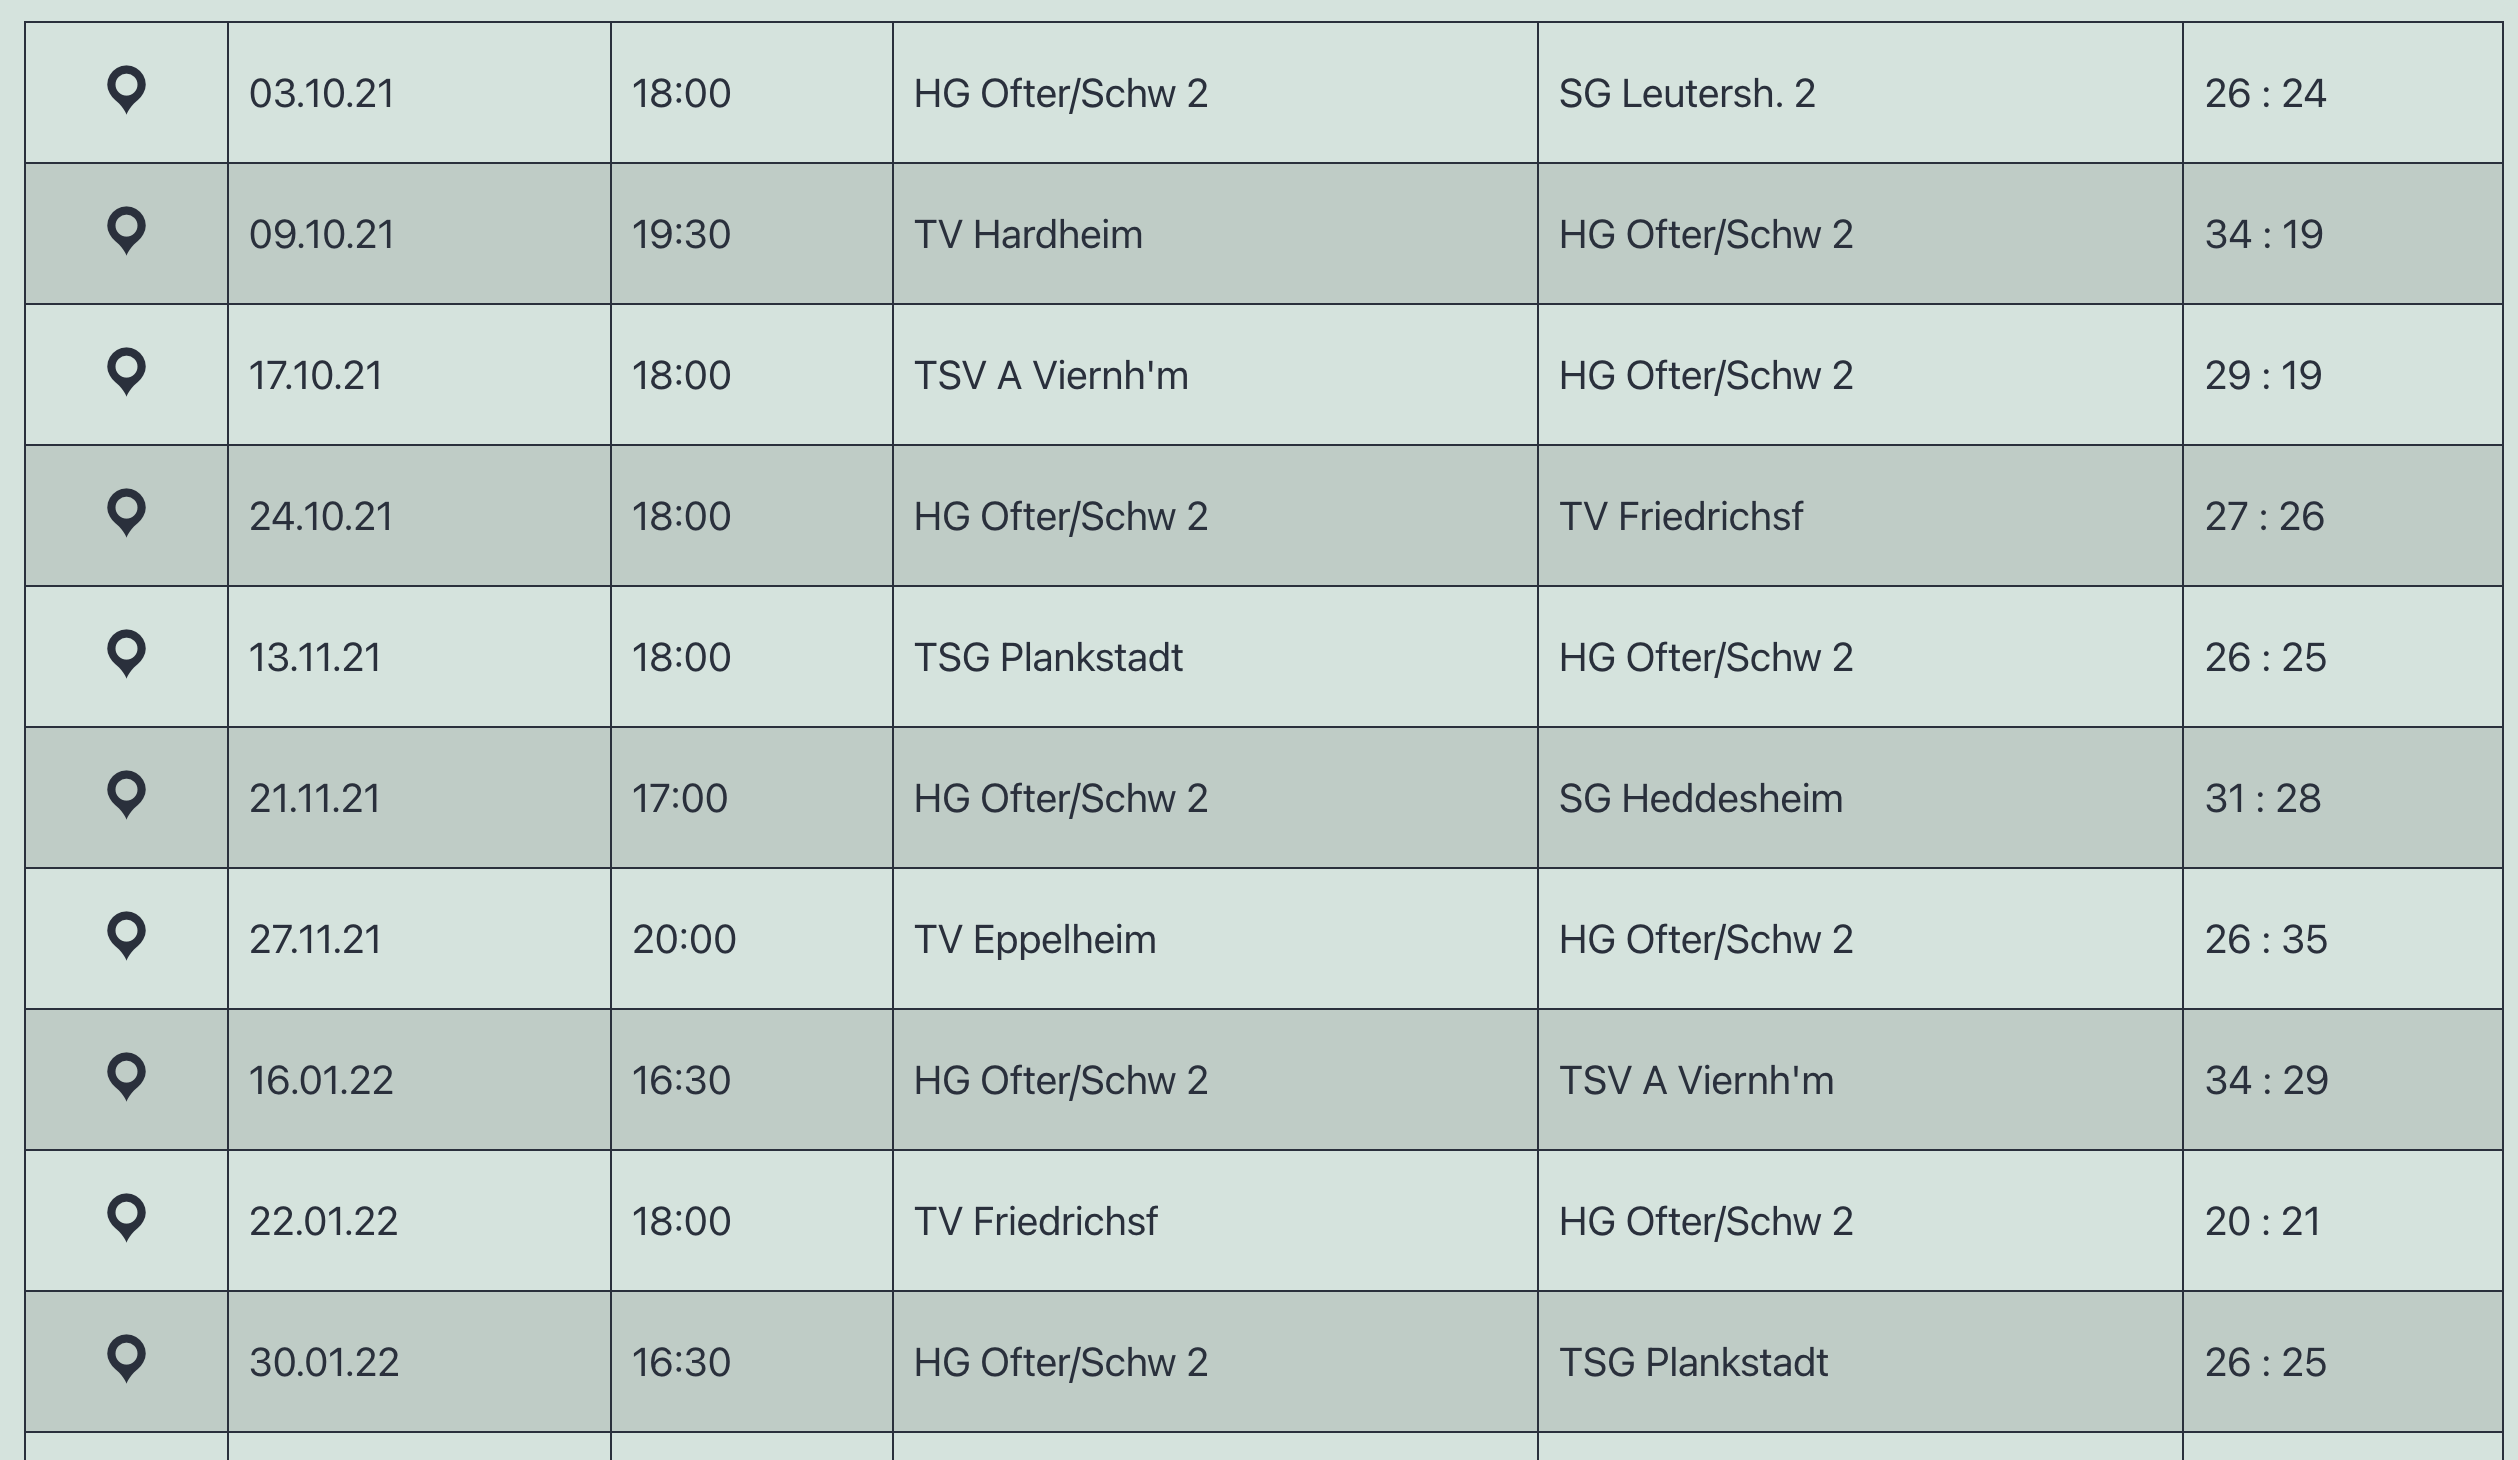 03.10.21 18:00 HG Ofter/Schw 2 SG Leutersh. 2 26 : 24
09.10.21 19:30 TV Hardheim HG Ofter/Schw 2 34 : 19
17.10.21 18:00 TSV A Viernh'm HG Ofter/Schw 2 29 : 19
24.10.21 18:00 HG Ofter/Schw 2 TV Friedrichsf 27 : 26
13.11.21 18:00 TSG Plankstadt HG Ofter/Schw 2 26 : 25
21.11.21 17:00 HG Ofter/Schw 2 SG Heddesheim 31 : 28
27.11.21 20:00 TV Eppelheim HG Ofter/Schw 2 26 : 35
16.01.22 16:30 HG Ofter/Schw 2 TSV A Viernh'm 34 : 29
22.01.22 18:00 TV Friedrichsf HG Ofter/Schw 2 20 : 21
30.01.22 16:30 HG Ofter/Schw 2 TSG Plankstadt 26 : 25